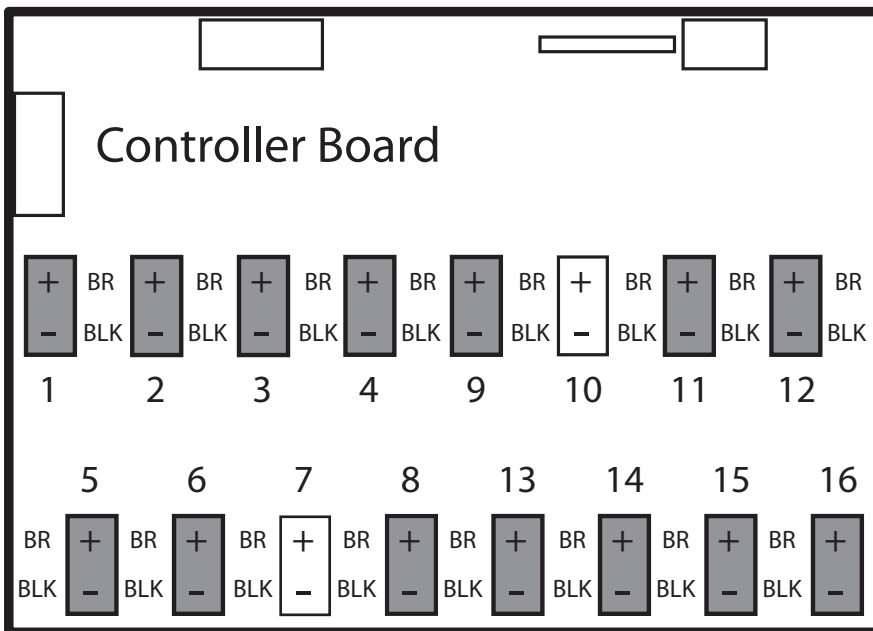 Controller Board
+ BR + BR + BR + BR + BR + BR + BR + BR
- BLK - BLK - BLK - BLK - BLK - BLK - BLK - BLK
1 2 3 4 9 10 11 12
5 6 7 8 13 14 15 16
BR + BR + BR + BR + BR + BR + BR + BR +
BLK - BLK - BLK - BLK - BLK - BLK - BLK - BLK -